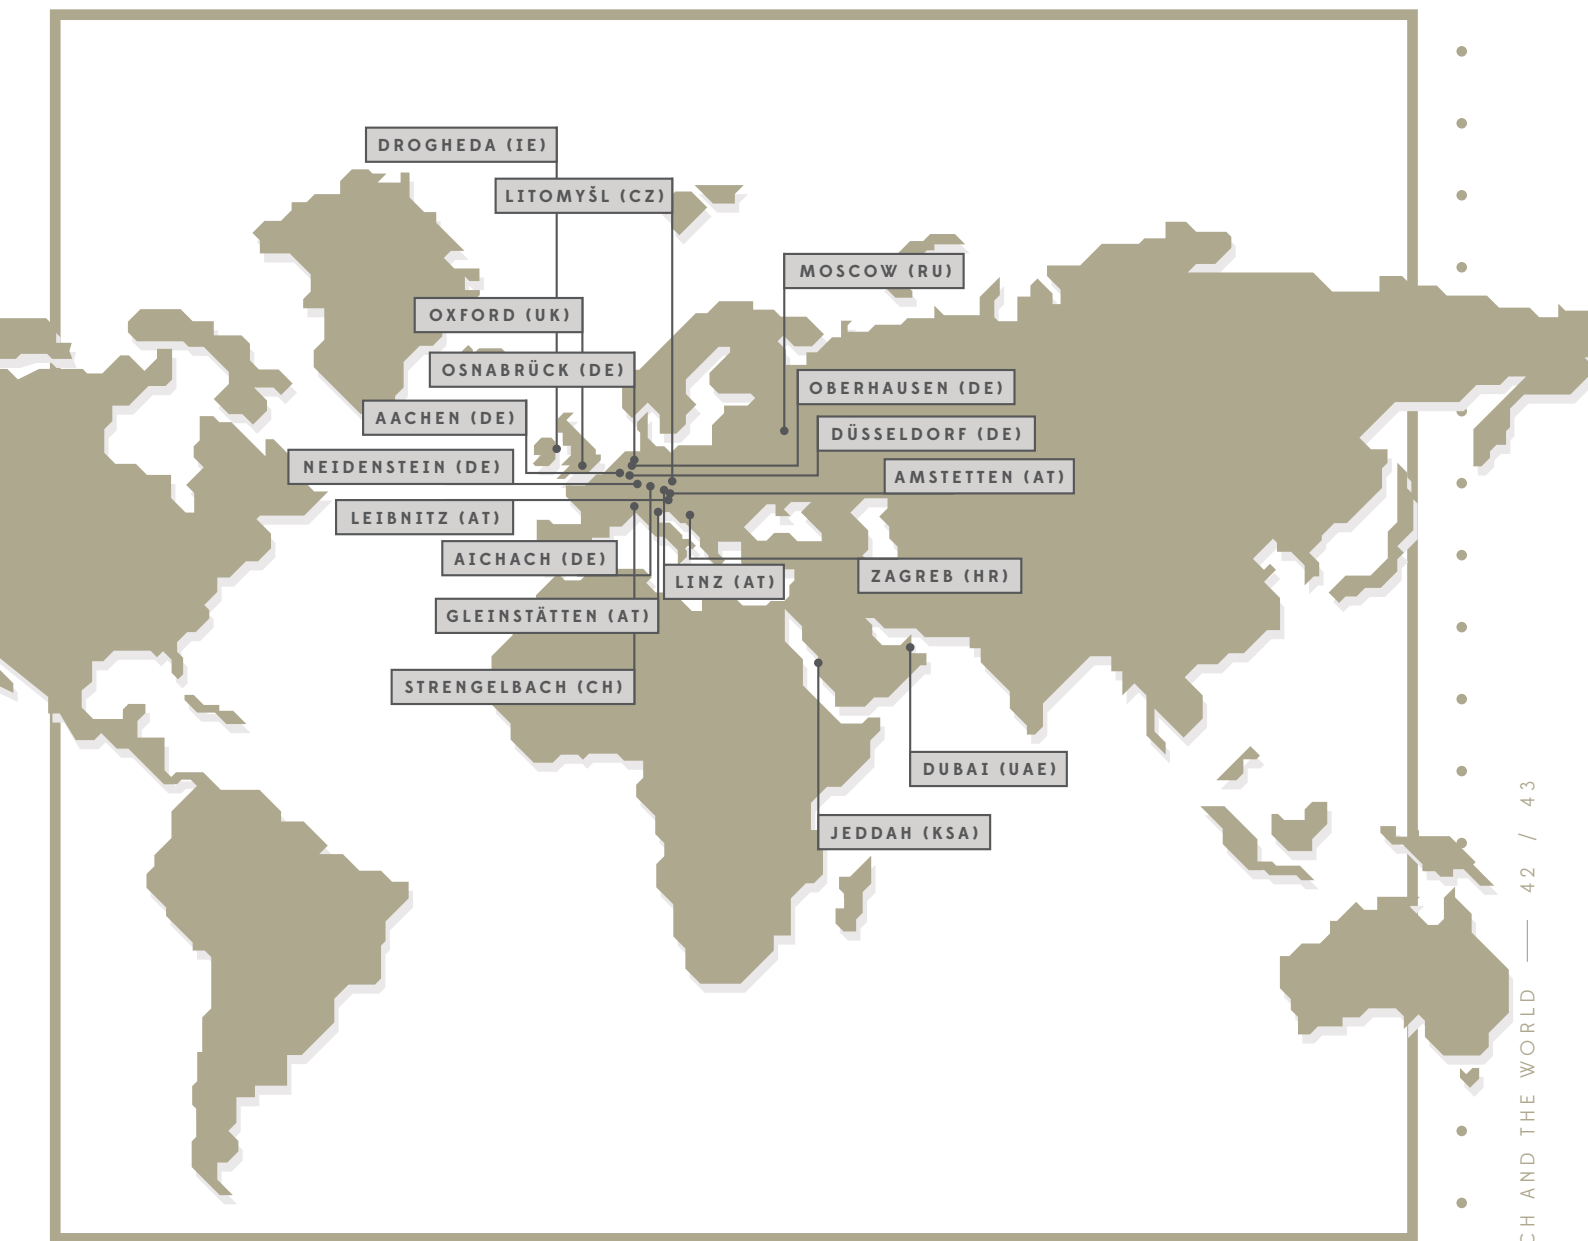 DROGHEDA (IE)
LITOMYŠL (CZ)
MOSCOW (RU)
OXFORD (UK)
OSNABRÜCK (DE)
OBERHAUSEN (DE)
AACHEN (DE)
DÜSSELDORF (DE)
NEIDENSTEIN (DE)
AMSTETTEN (AT)
LEIBNITZ (AT)
AICHACH (DE)
LINZ (AT)
ZAGREB (HR)
GLEINSTÄTTEN (AT)
STRENGELBACH (CH)
DUBAI (UAE)
JEDDAH (KSA)
CH AND THE WORLD — 42 / 43